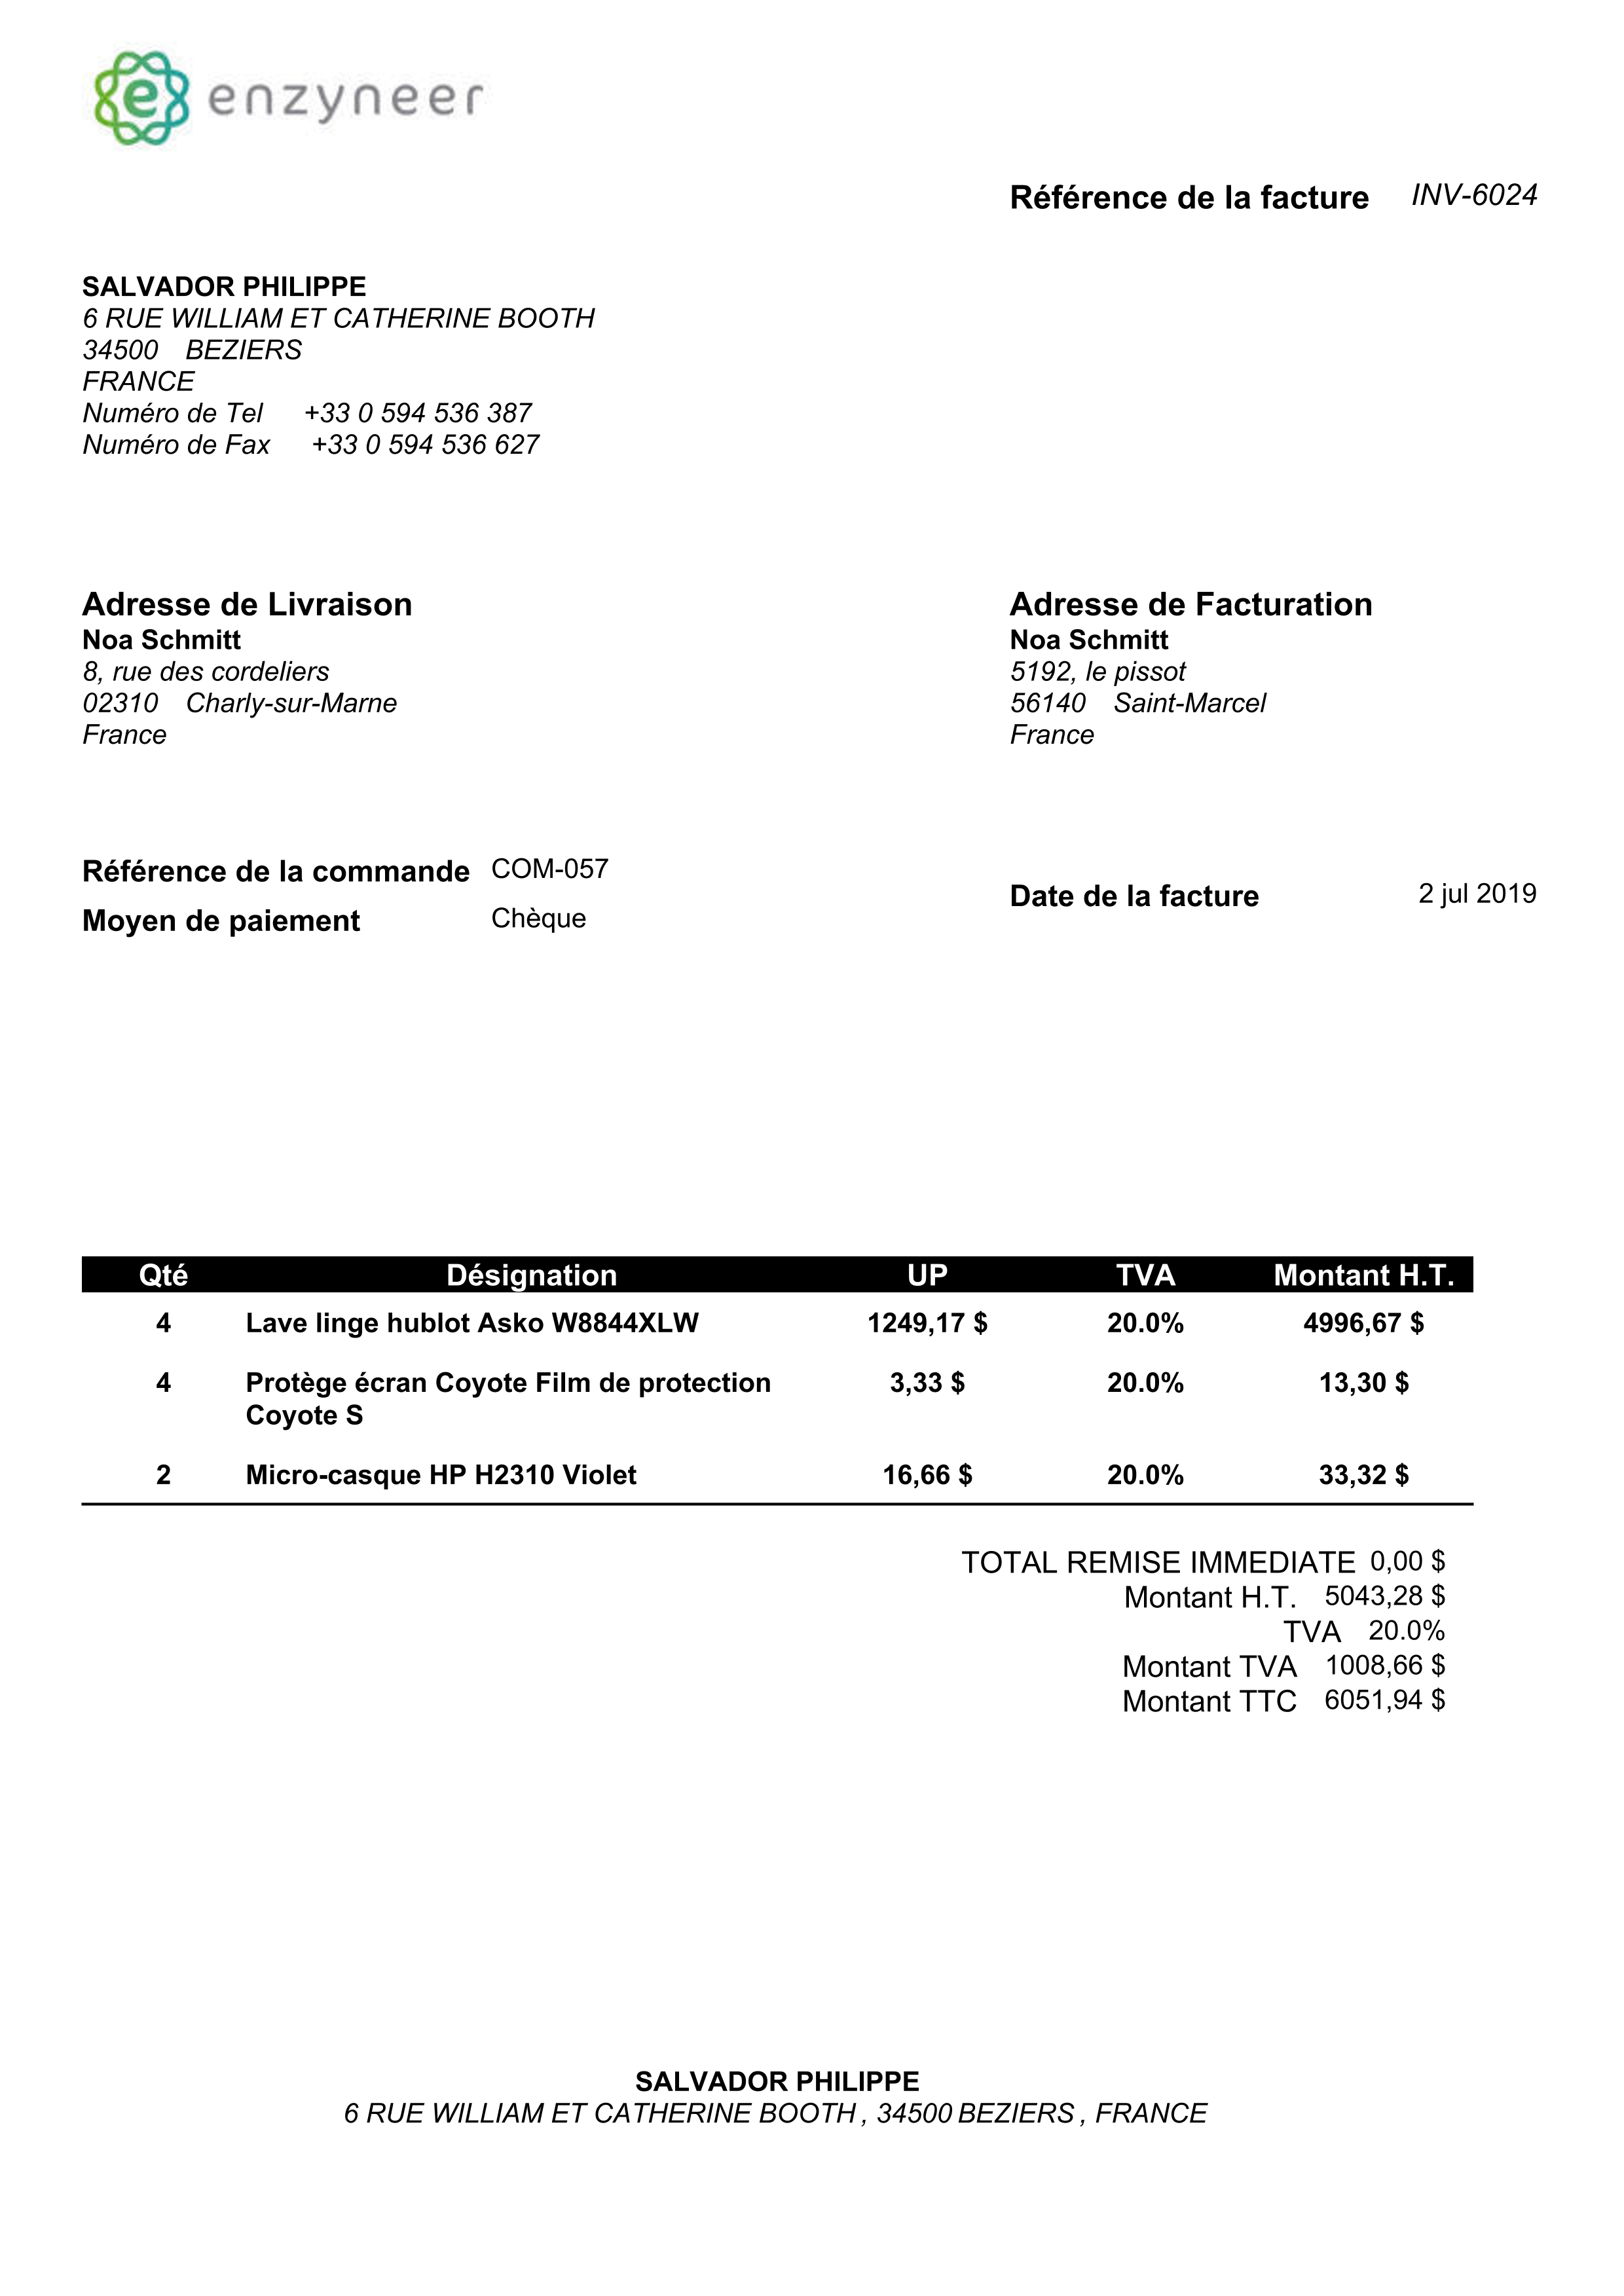 enzyneer
Référence de la facture INV-6024
SALVADOR PHILIPPE
6 RUE WILLIAM ET CATHERINE BOOTH
34500 BEZIERS
FRANCE
Numéro de Tel +33 0 594 536 387
Numéro de Fax +33 0 594 536 627
Adresse de Livraison
Noa Schmitt
8, rue des cordeliers
02310 Charly-sur-Marne
France
Adresse de Facturation
Noa Schmitt
5192, le pissot
56140 Saint-Marcel
France
Référence de la commande COM-057
Moyen de paiement Chèque
Date de la facture 2 jul 2019
Qté Désignation UP TVA Montant H.T.
4 Lave linge hublot Asko W8844XLW 1249,17 $ 20.0% 4996,67 $
4 Protège écran Coyote Film de protection 3,33 $ 20.0% 13,30 $
Coyote S
2 Micro-casque HP H2310 Violet 16,66 $ 20.0% 33,32 $
TOTAL REMISE IMMEDIATE 0,00 $
Montant H.T. 5043,28 $
TVA 20.0%
Montant TVA 1008,66 $
Montant TTC 6051,94 $
SALVADOR PHILIPPE
6 RUE WILLIAM ET CATHERINE BOOTH , 34500 BEZIERS , FRANCE